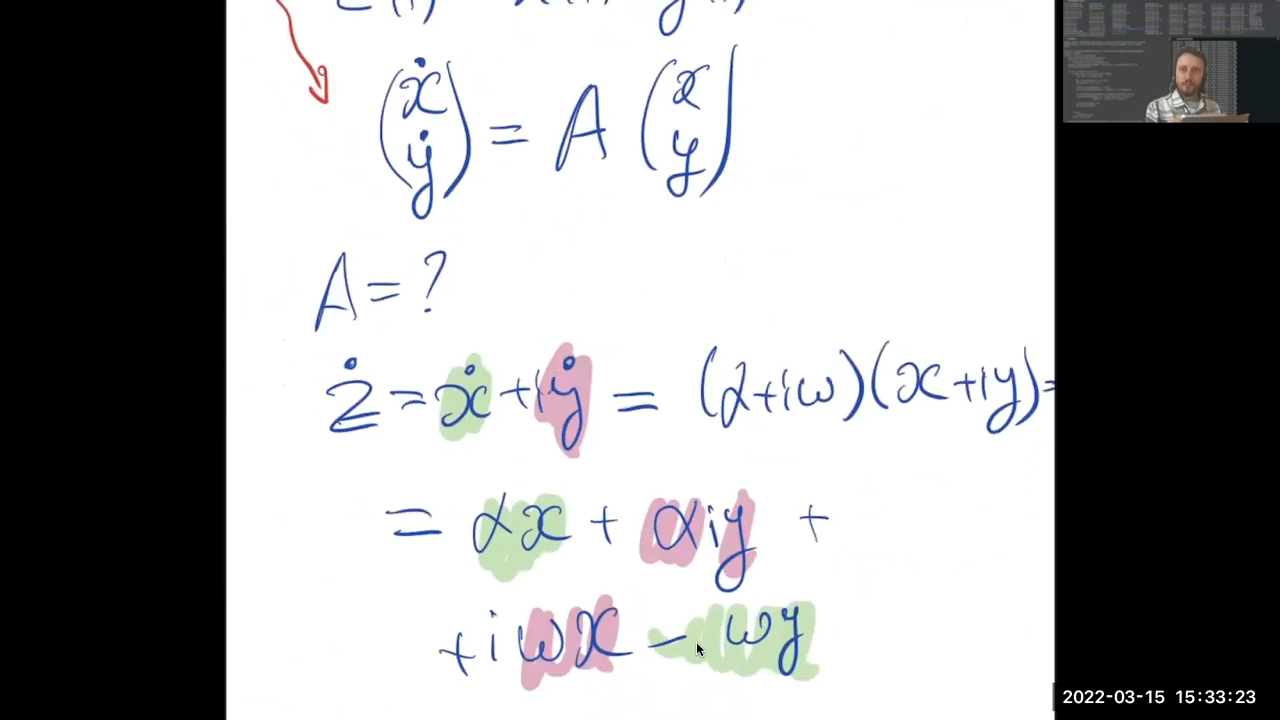 (ẋ
ẏ) = A (x
y)
A = ?
ż = ẋ + iẏ = (α+iω)(x+iy) =
= αx + αiy +
+ iωx − ωy
2022-03-15 15:33:23